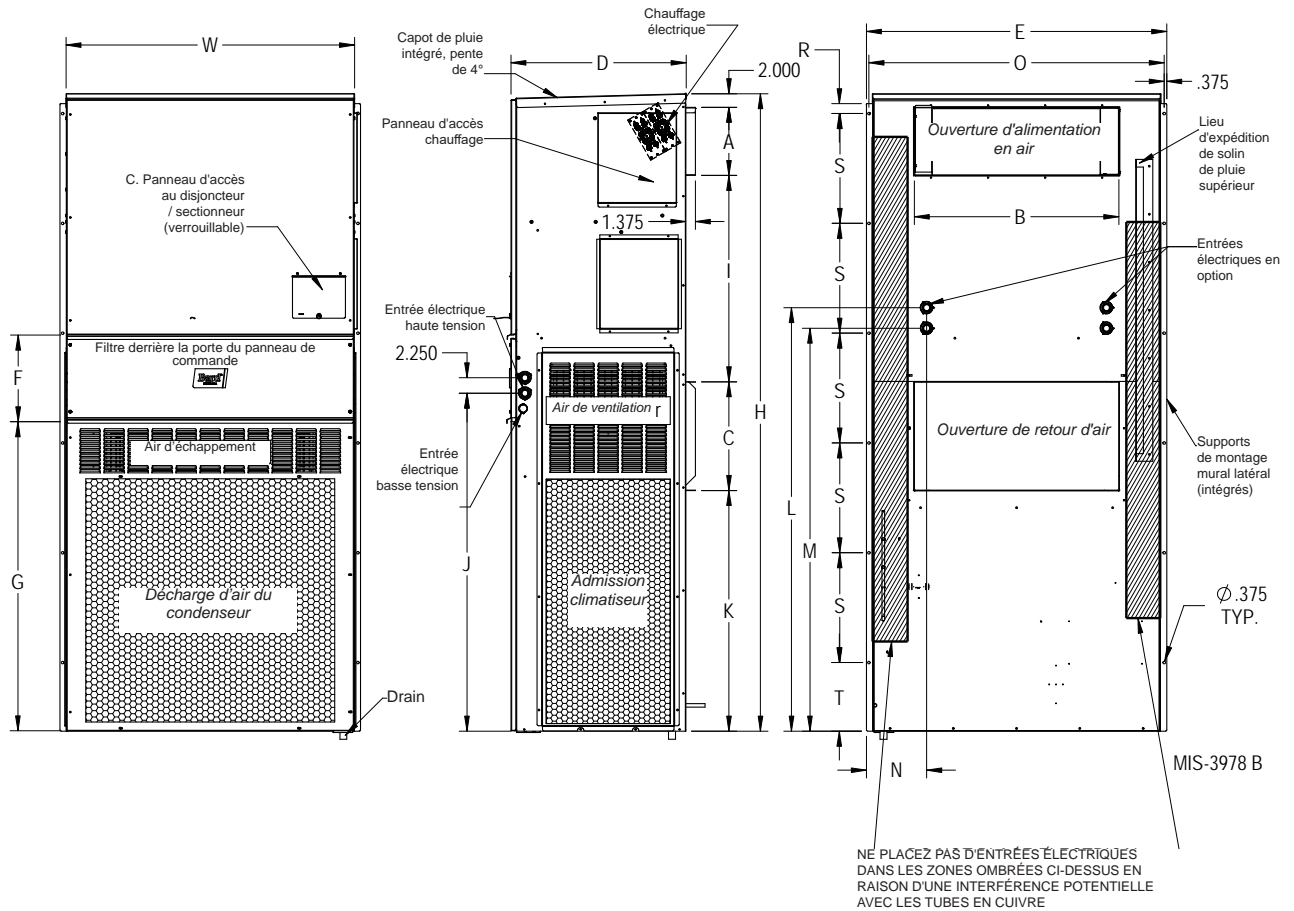 W
C. Panneau d'accès
au disjoncteur
/ sectionneur
(verrouillable)
F
Filtre derrière la porte du panneau de
commande
Bard
Air d'échappement
G
Décharge d'air du
condenseur
Drain
Chauffage
électrique
Capot de pluie
intégré, pente
de 4°
D
2.000
Panneau d'accès
chauffage
A
1.375
I
Entrée électrique
haute tension
2.250
H
Air de ventilation r
C
Entrée
électrique
basse tension
J
Admission
climatiseur
K
E
R
O
.375
Ouverture d'alimentation
en air
Lieu
d'expédition
de solin
de pluie
supérieur
S
B
Entrées
électriques en
option
S
S
Ouverture de retour d'air
Supports
de montage
mural latéral
(intégrés)
L
S
M
S
Ø.375
TYP.
T
N
MIS-3978 B
NE PLACEZ PAS D'ENTRÉES ÉLECTRIQUES
DANS LES ZONES OMBRÉES CI-DESSUS EN
RAISON D'UNE INTERFÉRENCE POTENTIELLE
AVEC LES TUBES EN CUIVRE